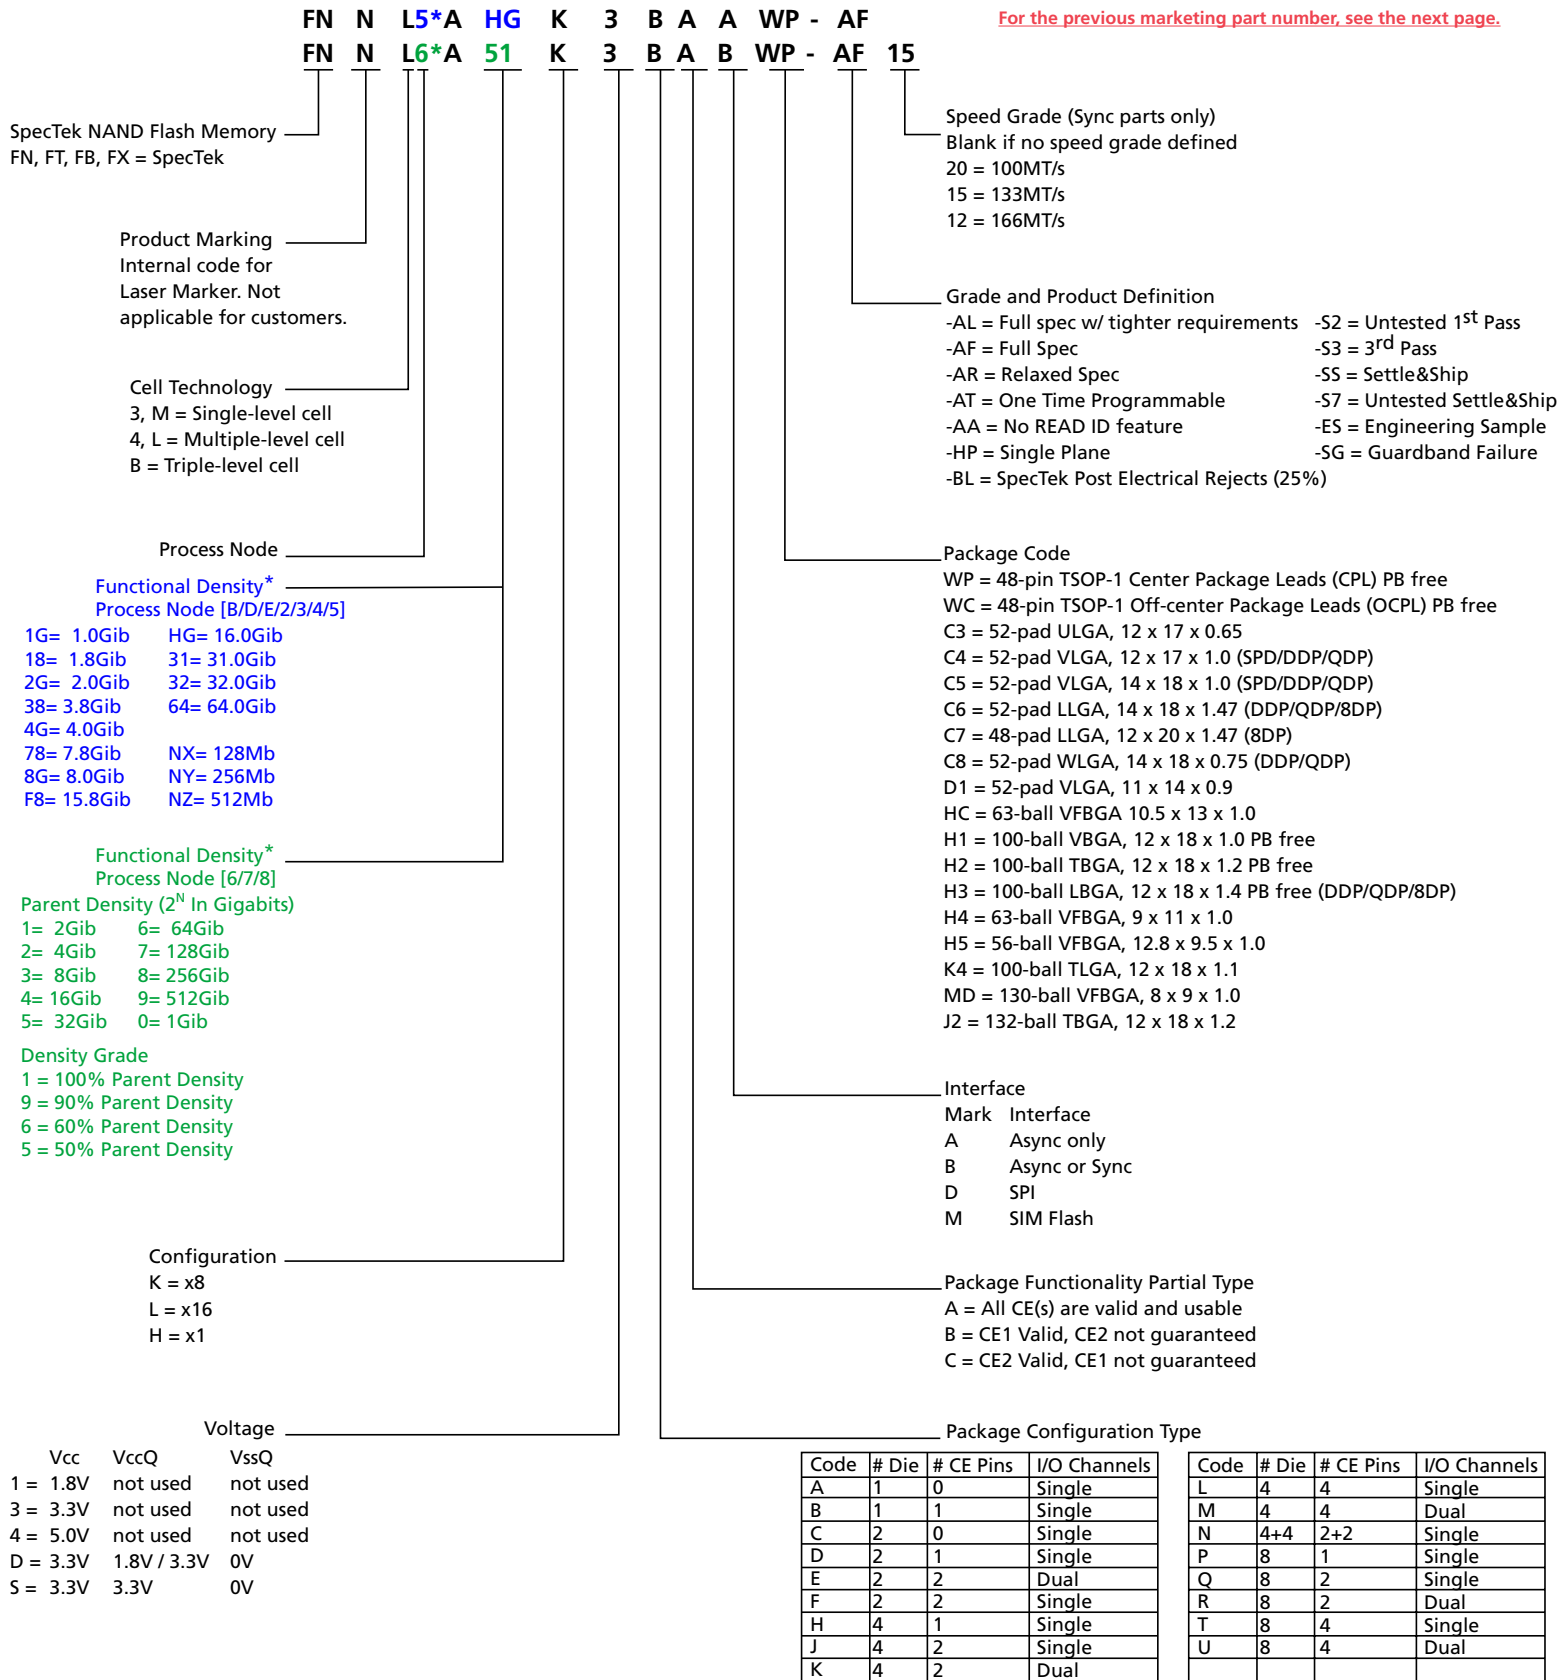 FN N L5*A HG K 3 B A A WP - AF
For the previous marketing part number, see the next page.
FN N L6*A 51 K 3 B A B WP - AF 15
SpecTek NAND Flash Memory
FN, FT, FB, FX = SpecTek
Product Marking
Internal code for
Laser Marker. Not
applicable for customers.
Cell Technology
3, M = Single-level cell
4, L = Multiple-level cell
B = Triple-level cell
Process Node
Functional Density*
Process Node [B/D/E/2/3/4/5]
1G= 1.0Gib HG= 16.0Gib
18= 1.8Gib 31= 31.0Gib
2G= 2.0Gib 32= 32.0Gib
38= 3.8Gib 64= 64.0Gib
4G= 4.0Gib
78= 7.8Gib NX= 128Mb
8G= 8.0Gib NY= 256Mb
F8= 15.8Gib NZ= 512Mb
Functional Density*
Process Node [6/7/8]
Parent Density (2^N In Gigabits)
1= 2Gib 6= 64Gib
2= 4Gib 7= 128Gib
3= 8Gib 8= 256Gib
4= 16Gib 9= 512Gib
5= 32Gib 0= 1Gib
Density Grade
1 = 100% Parent Density
9 = 90% Parent Density
6 = 60% Parent Density
5 = 50% Parent Density
Configuration
K = x8
L = x16
H = x1
Voltage
Vcc VccQ VssQ
1 = 1.8V not used not used
3 = 3.3V not used not used
4 = 5.0V not used not used
D = 3.3V 1.8V / 3.3V 0V
S = 3.3V 3.3V 0V
Speed Grade (Sync parts only)
Blank if no speed grade defined
20 = 100MT/s
15 = 133MT/s
12 = 166MT/s
Grade and Product Definition
-AL = Full spec w/ tighter requirements -S2 = Untested 1st Pass
-AF = Full Spec -S3 = 3rd Pass
-AR = Relaxed Spec -SS = Settle&Ship
-AT = One Time Programmable -S7 = Untested Settle&Ship
-AA = No READ ID feature -ES = Engineering Sample
-HP = Single Plane -SG = Guardband Failure
-BL = SpecTek Post Electrical Rejects (25%)
Package Code
WP = 48-pin TSOP-1 Center Package Leads (CPL) PB free
WC = 48-pin TSOP-1 Off-center Package Leads (OCPL) PB free
C3 = 52-pad ULGA, 12 x 17 x 0.65
C4 = 52-pad VLGA, 12 x 17 x 1.0 (SPD/DDP/QDP)
C5 = 52-pad VLGA, 14 x 18 x 1.0 (SPD/DDP/QDP)
C6 = 52-pad LLGA, 14 x 18 x 1.47 (DDP/QDP/8DP)
C7 = 48-pad LLGA, 12 x 20 x 1.47 (8DP)
C8 = 52-pad WLGA, 14 x 18 x 0.75 (DDP/QDP)
D1 = 52-pad VLGA, 11 x 14 x 0.9
HC = 63-ball VFBGA 10.5 x 13 x 1.0
H1 = 100-ball VBGA, 12 x 18 x 1.0 PB free
H2 = 100-ball TBGA, 12 x 18 x 1.2 PB free
H3 = 100-ball LBGA, 12 x 18 x 1.4 PB free (DDP/QDP/8DP)
H4 = 63-ball VFBGA, 9 x 11 x 1.0
H5 = 56-ball VFBGA, 12.8 x 9.5 x 1.0
K4 = 100-ball TLGA, 12 x 18 x 1.1
MD = 130-ball VFBGA, 8 x 9 x 1.0
J2 = 132-ball TBGA, 12 x 18 x 1.2
Interface
Mark Interface
A Async only
B Async or Sync
D SPI
M SIM Flash
Package Functionality Partial Type
A = All CE(s) are valid and usable
B = CE1 Valid, CE2 not guaranteed
C = CE2 Valid, CE1 not guaranteed
Package Configuration Type
Code # Die # CE Pins I/O Channels
A 1 0 Single
B 1 1 Single
C 2 0 Single
D 2 1 Single
E 2 2 Dual
F 2 2 Single
H 4 1 Single
J 4 2 Single
K 4 2 Dual
Code # Die # CE Pins I/O Channels
L 4 4 Single
M 4 4 Dual
N 4+4 2+2 Single
P 8 1 Single
Q 8 2 Single
R 8 2 Dual
T 8 4 Single
U 8 4 Dual